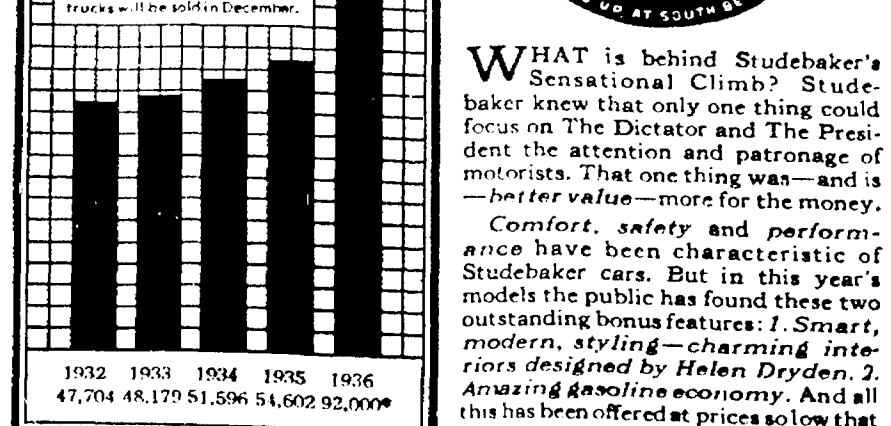 trucks will be sold in December.
1932 1933 1934 1935 1936
47,704 48,179 51,596 54,602 92,000*
UP AT SOUTH BE
WHAT is behind Studebaker's
Sensational Climb? Stude-
baker knew that only one thing could
focus on The Dictator and The Presi-
dent the attention and patronage of
motorists. That one thing was—and is
—better value—more for the money.
Comfort, safety and perform-
ance have been characteristic of
Studebaker cars. But in this year's
models the public has found these two
outstanding bonus features: 1. Smart,
modern, styling—charming inte-
riors designed by Helen Dryden. 2.
Amazing gasoline economy. And all
this has been offered at prices so low that